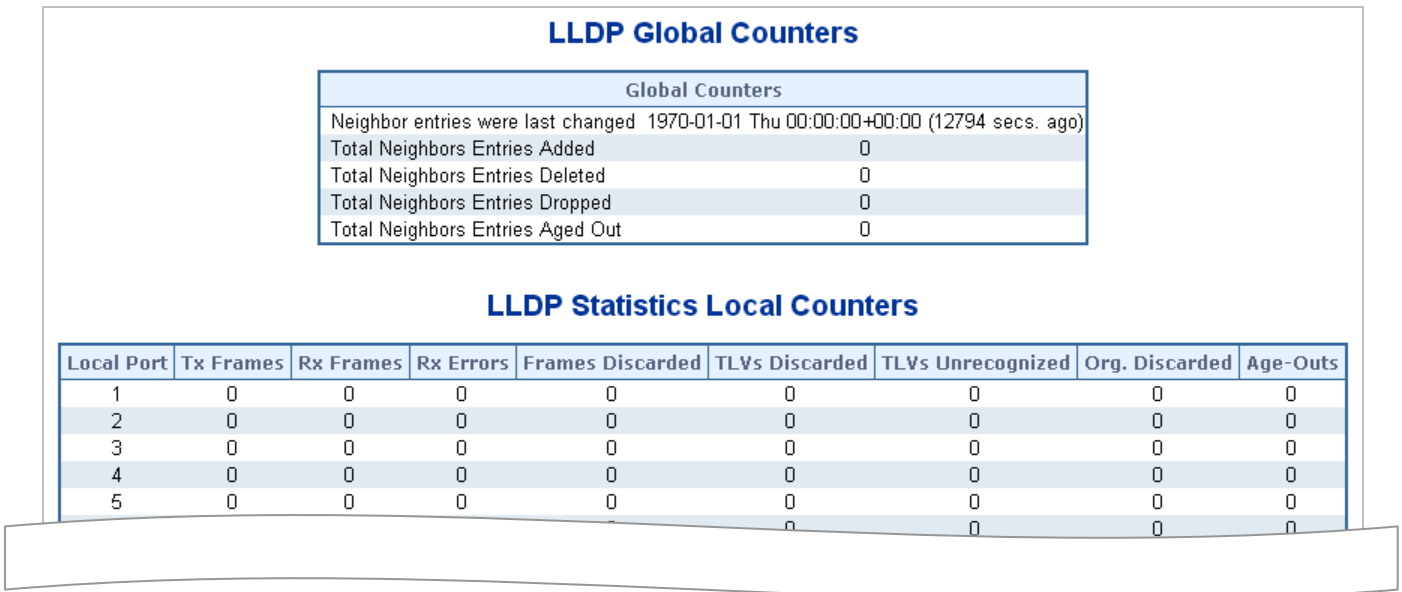 LLDP Global Counters
Global Counters
Neighbor entries were last changed 1970-01-01 Thu 00:00:00+00:00 (12794 secs. ago)
Total Neighbors Entries Added 0
Total Neighbors Entries Deleted 0
Total Neighbors Entries Dropped 0
Total Neighbors Entries Aged Out 0
LLDP Statistics Local Counters
Local Port Tx Frames Rx Frames Rx Errors Frames Discarded TLVs Discarded TLVs Unrecognized Org. Discarded Age-Outs
1 0 0 0 0 0 0 0 0
2 0 0 0 0 0 0 0 0
3 0 0 0 0 0 0 0 0
4 0 0 0 0 0 0 0 0
5 0 0 0 0 0 0 0 0
0 0 0 0